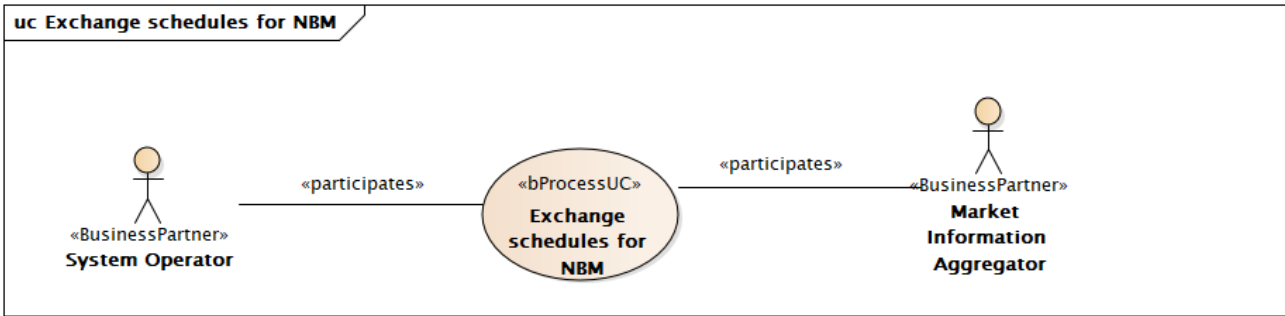 uc Exchange schedules for NBM
«participates»
«participates»
«bProcessUC»
Exchange
schedules for
NBM
«BusinessPartner»
System Operator
«BusinessPartner»
Market
Information
Aggregator